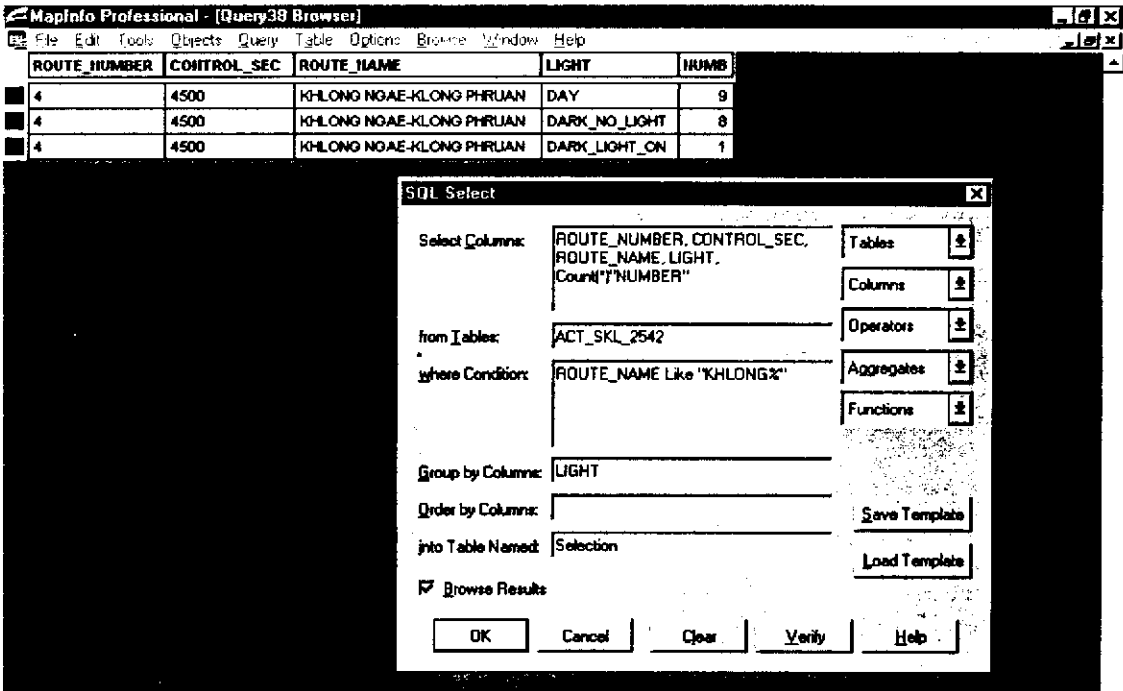 MapInfo Professional - [Query38 Browser]
File Edit Tools Objects Query Table Options Browse Window Help
ROUTE_NUMBER CONTROL_SEC ROUTE_NAME LIGHT NUMB
4 4500 KHLONG NGAE-KLONG PHRUAN DAY 9
4 4500 KHLONG NGAE-KLONG PHRUAN DARK_NO_LIGHT 8
4 4500 KHLONG NGAE-KLONG PHRUAN DARK_LIGHT_ON 1
SQL Select
Select Columns: ROUTE_NUMBER, CONTROL_SEC,
ROUTE_NAME, LIGHT,
Count(*)"NUMBER"
Tables
Columns
Operators
from Tables: ACT_SKL_2542
where Condition: ROUTE_NAME Like "KHLONG%"
Aggregates
Functions
Group by Columns: LIGHT
Order by Columns:
into Table Named: Selection
Save Template
Load Template
Browse Results
OK Cancel Clear Verify Help